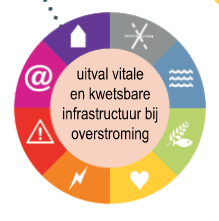 uitval vitale
en kwetsbare
infrastructuur bij
overstroming
@